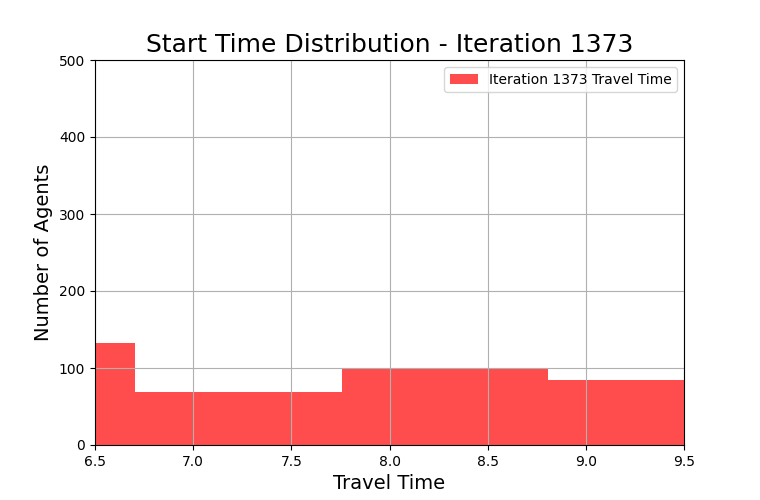 Start Time Distribution - Iteration 1373
Iteration 1373 Travel Time
Number of Agents
500
400
300
200
100
0
6.5 7.0 7.5 8.0 8.5 9.0 9.5
Travel Time